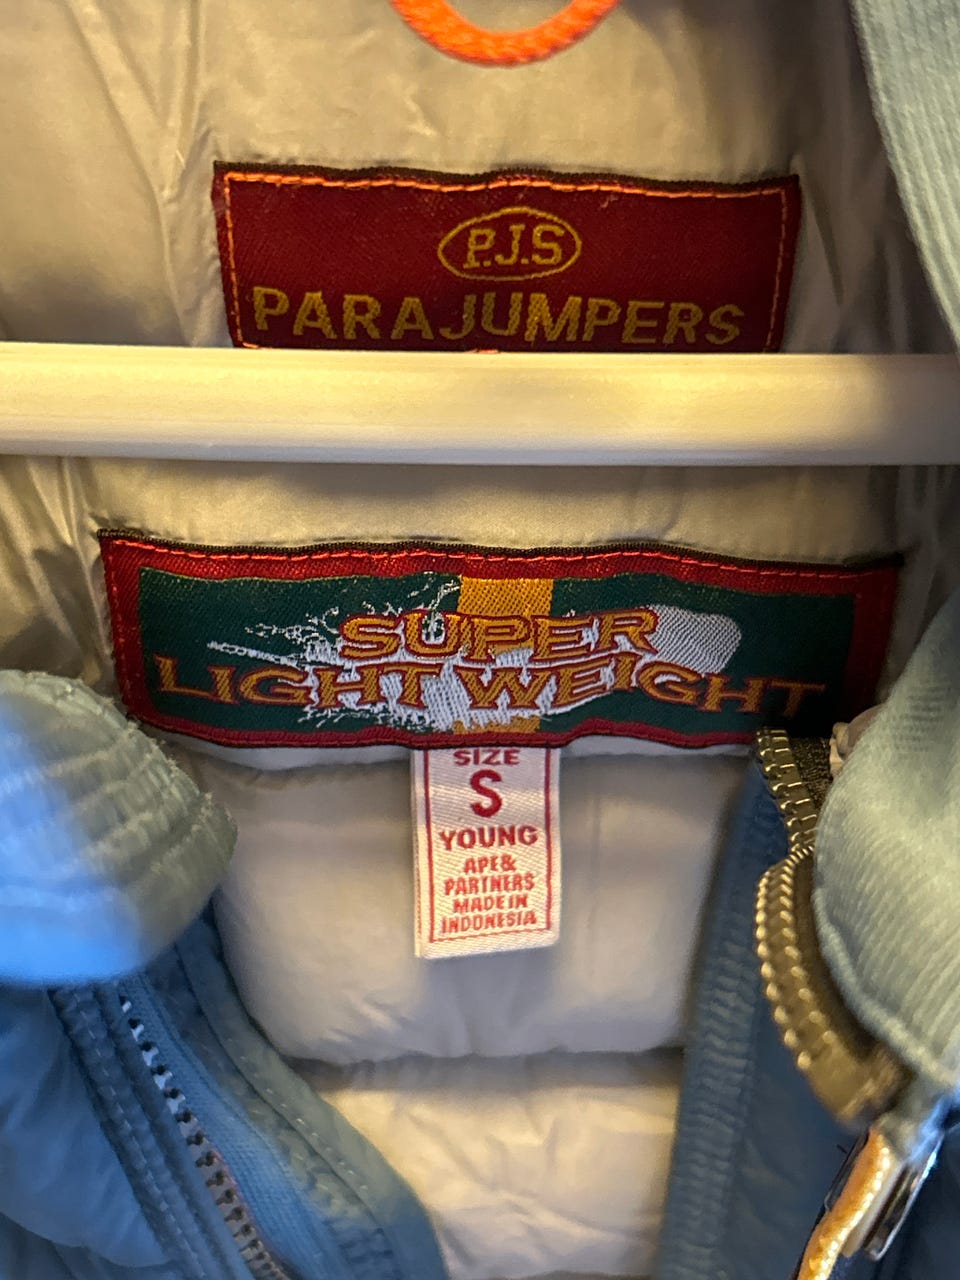 P.J.S
PARAJUMPERS
SUPER
LIGHT WEIGHT
SIZE
S
YOUNG
APE&
PARTNERS
MADE IN
INDONESIA